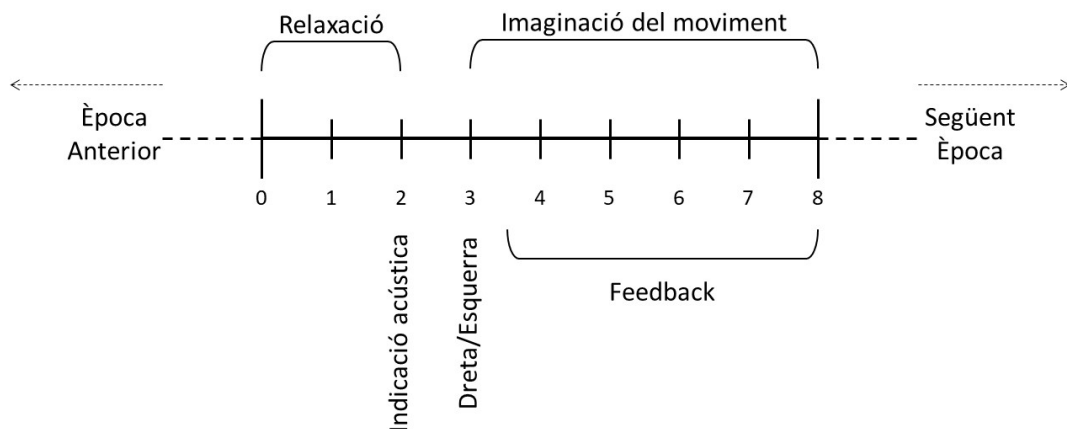 Relaxació
Imaginació del moviment
Època
Anterior
Següent
Època
0 1 2 3 4 5 6 7 8
Indicació acústica
Dreta/Esquerra
Feedback